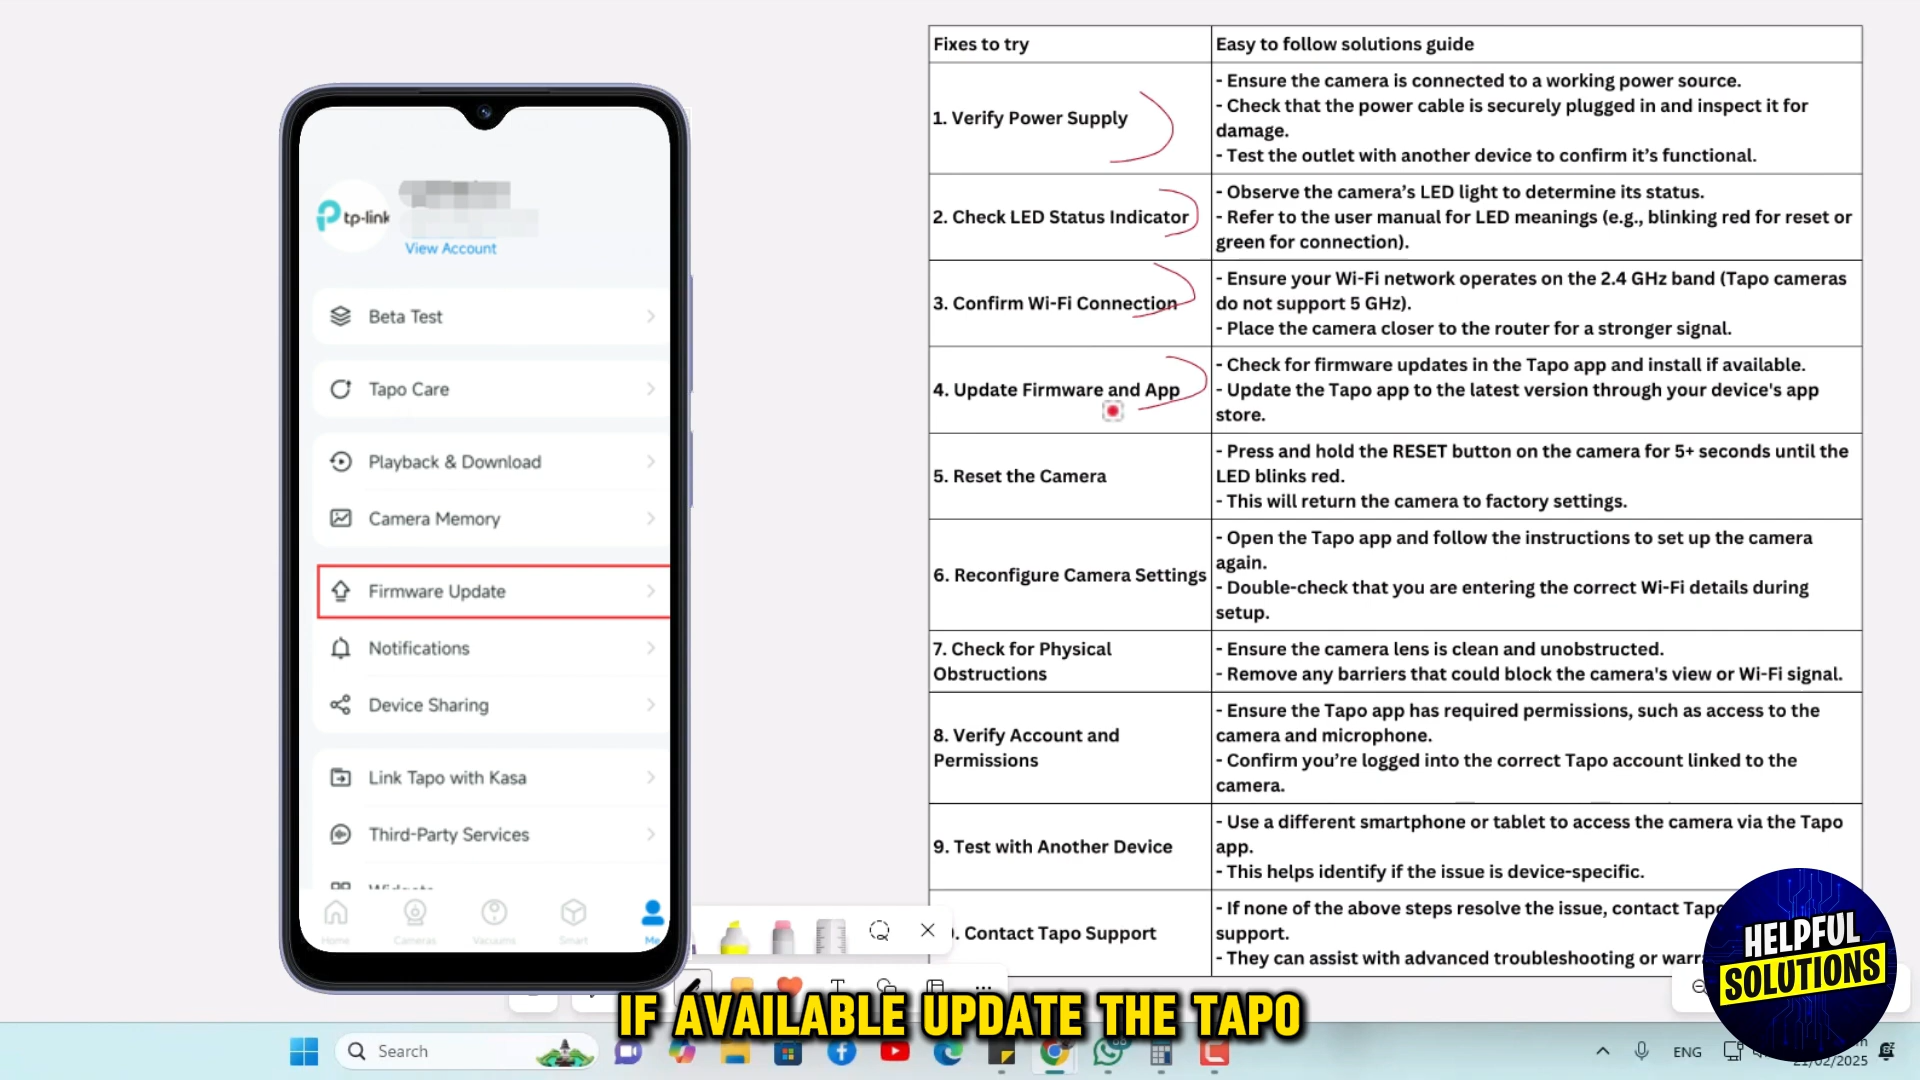 tp-link
View Account
Beta Test
Tapo Care
Playback & Download
Camera Memory
Firmware Update
Notifications
Device Sharing
Link Tapo with Kasa
Third-Party Services
Home
Cameras
Vacuums
Smart
Me
Fixes to try
Easy to follow solutions guide
1. Verify Power Supply
- Ensure the camera is connected to a working power source.
- Check that the power cable is securely plugged in and inspect it for
damage.
- Test the outlet with another device to confirm it’s functional.
2. Check LED Status Indicator
- Observe the camera’s LED light to determine its status.
- Refer to the user manual for LED meanings (e.g., blinking red for reset or
green for connection).
3. Confirm Wi-Fi Connection
- Ensure your Wi-Fi network operates on the 2.4 GHz band (Tapo cameras
do not support 5 GHz).
- Place the camera closer to the router for a stronger signal.
4. Update Firmware and App
- Check for firmware updates in the Tapo app and install if available.
- Update the Tapo app to the latest version through your device's app
store.
5. Reset the Camera
- Press and hold the RESET button on the camera for 5+ seconds until the
LED blinks red.
- This will return the camera to factory settings.
6. Reconfigure Camera Settings
- Open the Tapo app and follow the instructions to set up the camera
again.
- Double-check that you are entering the correct Wi-Fi details during
setup.
7. Check for Physical
Obstructions
- Ensure the camera lens is clean and unobstructed.
- Remove any barriers that could block the camera's view or Wi-Fi signal.
8. Verify Account and
Permissions
- Ensure the Tapo app has required permissions, such as access to the
camera and microphone.
- Confirm you’re logged into the correct Tapo account linked to the
camera.
9. Test with Another Device
- Use a different smartphone or tablet to access the camera via the Tapo
app.
- This helps identify if the issue is device-specific.
. Contact Tapo Support
- If none of the above steps resolve the issue, contact Tapo
support.
- They can assist with advanced troubleshooting or
HELPFUL
SOLUTIONS
IF AVAILABLE UPDATE THE TAPO
Search
ENG
21/02/2025